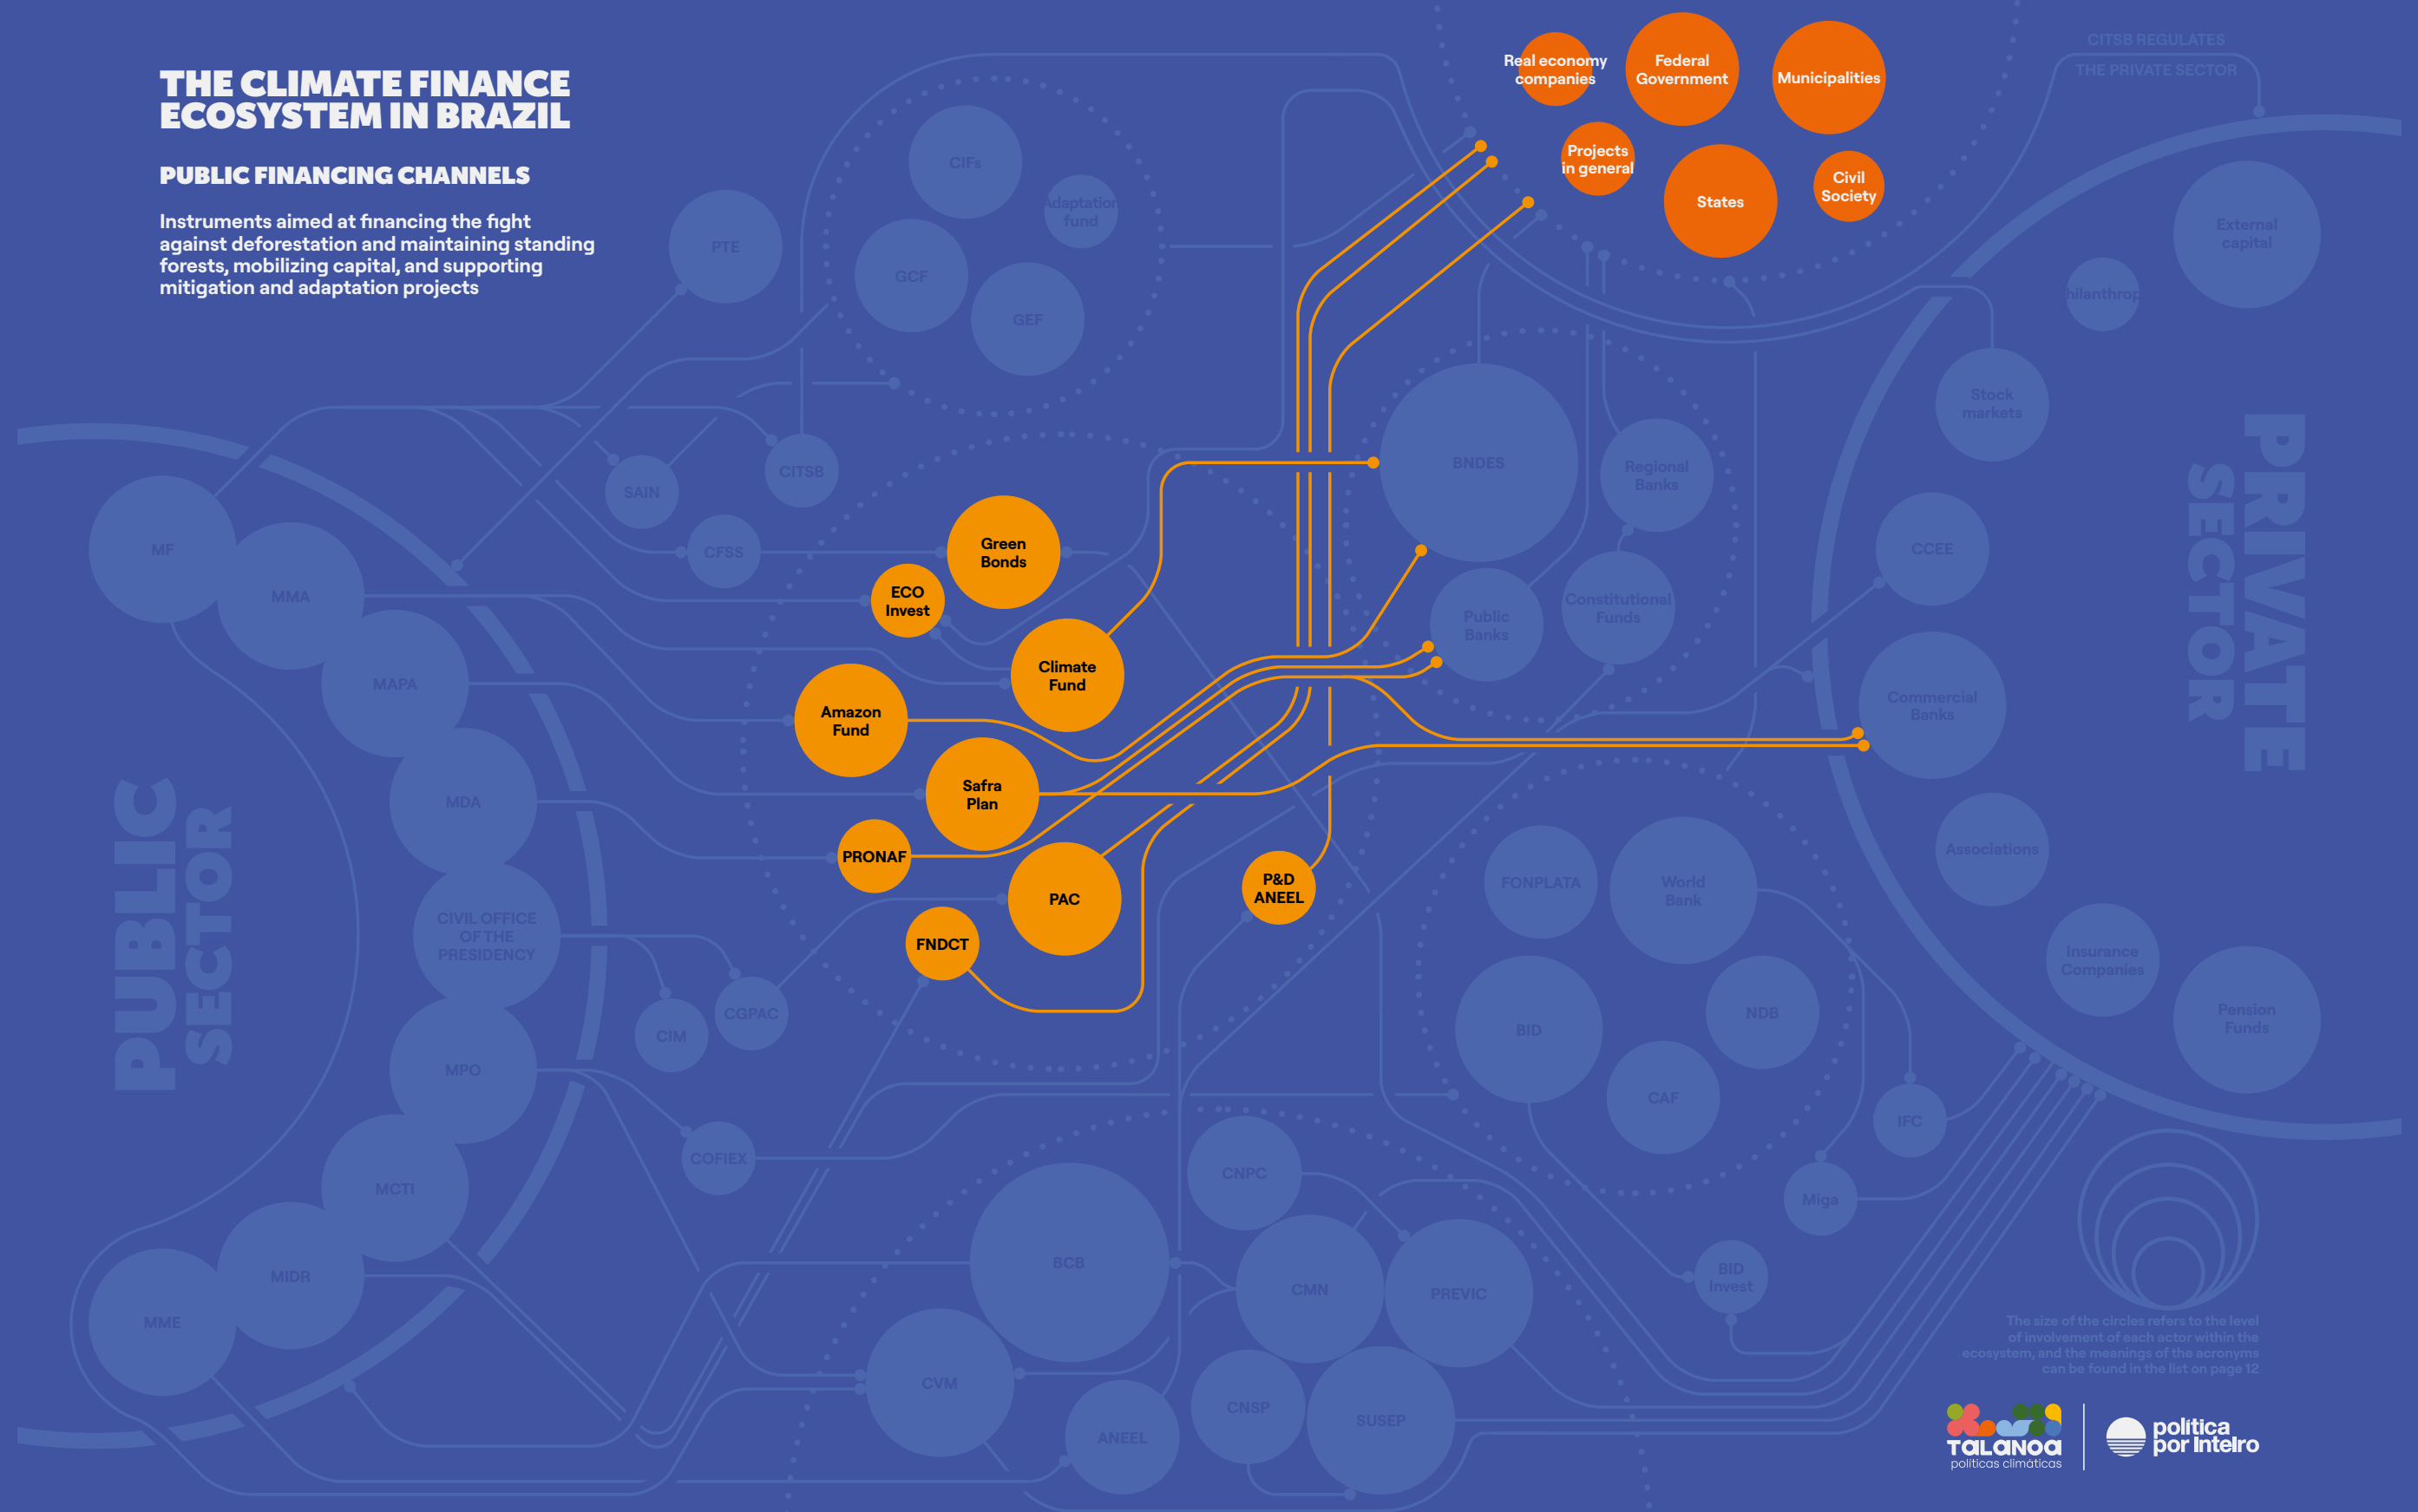 THE CLIMATE FINANCE
ECOSYSTEM IN BRAZIL
PUBLIC FINANCING CHANNELS
Instruments aimed at financing the fight
against deforestation and maintaining standing
forests, mobilizing capital, and supporting
mitigation and adaptation projects
Real economy
companies
Federal
Government
Municipalities
Projects
in general
States
Civil
Society
CITSB REGULATES
THE PRIVATE SECTOR
External
capital
hilanthrop
Stock
markets
PRIVATE
SECTOR
CCEE
Commercial
Banks
Associations
Insurance
Companies
Pension
Funds
PTE
CIFs
Adaptation
fund
GCF
GEF
SAIN
CITSB
CFSS
Green
Bonds
ECO
Invest
Climate
Fund
Amazon
Fund
Safra
Plan
PRONAF
PAC
FNDCT
P&D
ANEEL
BNDES
Regional
Banks
Public
Banks
Constitutional
Funds
PUBLIC
SECTOR
MF
MMA
MAPA
MDA
CIVIL OFFICE
OF THE
PRESIDENCY
MPO
MCTI
MIDR
MME
CIM
CGPAC
COFIEX
FONPLATA
World
Bank
BID
NDB
CAF
IFC
Miga
BID
Invest
CNPC
BCB
CMN
PREVIC
CVM
CNSP
SUSEP
ANEEL
The size of the circles refers to the level
of involvement of each actor within the
ecosystem, and the meanings of the acronyms
can be found in the list on page 12
TALANOA
políticas climáticas
política
por inteiro